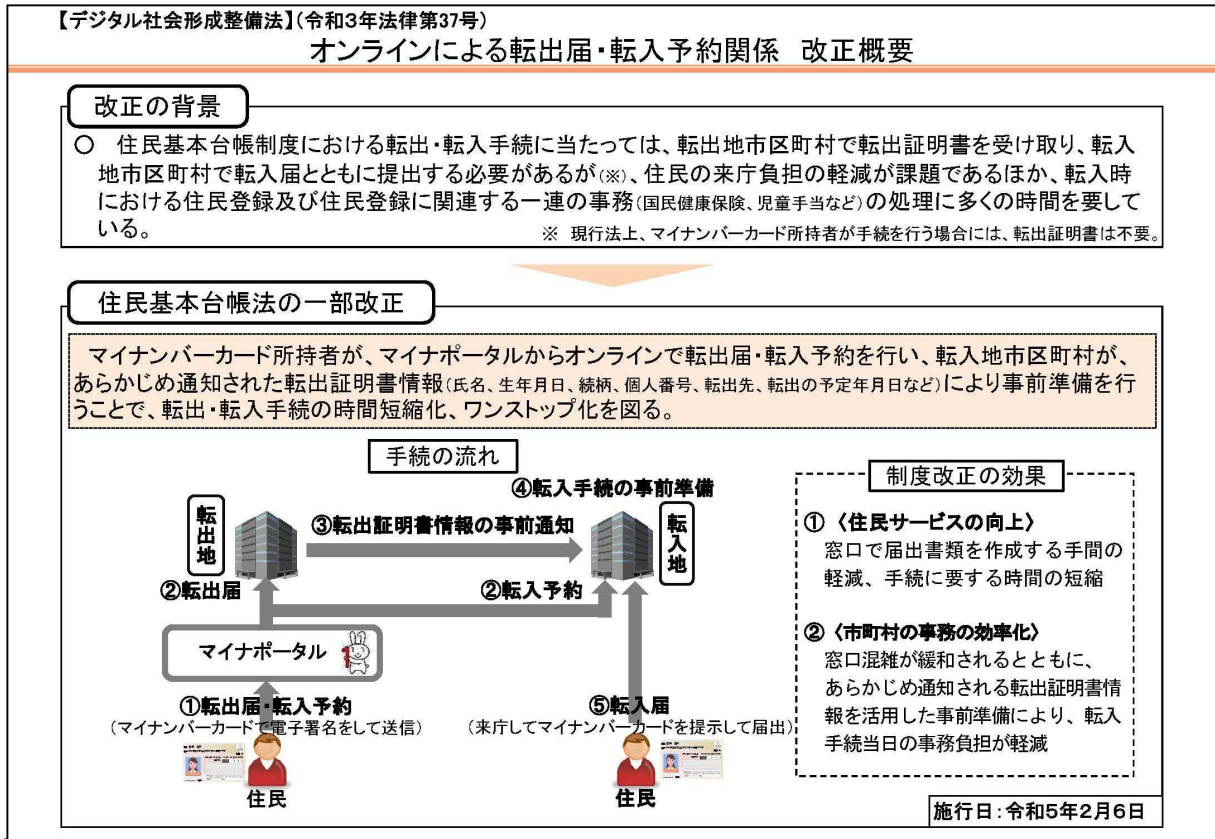 【デジタル社会形成整備法】(令和3年法律第37号)
オンラインによる転出届・転入予約関係 改正概要
改正の背景
○ 住民基本台帳制度における転出・転入手続に当たっては、転出地市区町村で転出証明書を受け取り、転入
地市区町村で転入届とともに提出する必要があるが(※)、住民の来庁負担の軽減が課題であるほか、転入時
における住民登録及び住民登録に関連する一連の事務(国民健康保険、児童手当など)の処理に多くの時間を要して
いる。
※ 現行法上、マイナンバーカード所持者が手続を行う場合には、転出証明書は不要。
住民基本台帳法の一部改正
マイナンバーカード所持者が、マイナポータルからオンラインで転出届・転入予約を行い、転入地市区町村が、
あらかじめ通知された転出証明書情報(氏名、生年月日、続柄、個人番号、転出先、転出の予定年月日など)により事前準備を行
うことで、転出・転入手続の時間短縮化、ワンストップ化を図る。
手続の流れ
④転入手続の事前準備
転出地
③転出証明書情報の事前通知
転入地
②転出届
②転入予約
マイナポータル
①転出届・転入予約
(マイナンバーカードで電子署名をして送信)
住民
⑤転入届
(来庁してマイナンバーカードを提示して届出)
住民
制度改正の効果
① 〈住民サービスの向上〉
窓口で届出書類を作成する手間の
軽減、手続に要する時間の短縮
② 〈市町村の事務の効率化〉
窓口混雑が緩和されるとともに、
あらかじめ通知される転出証明書情
報を活用した事前準備により、転入
手続当日の事務負担が軽減
施行日:令和5年2月6日